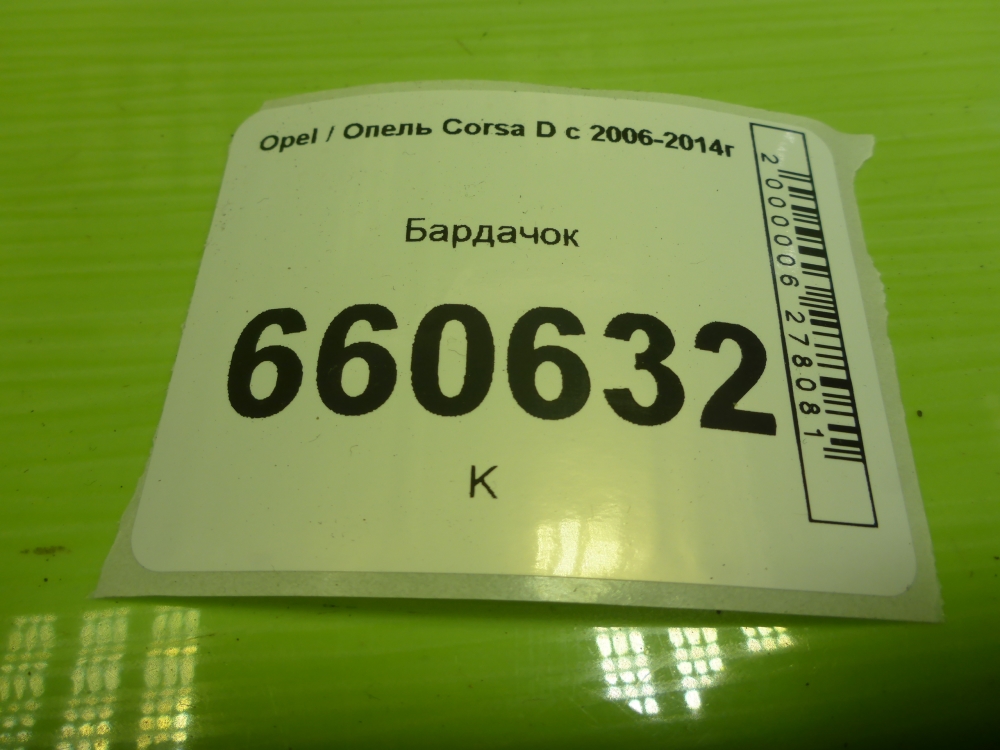 Opel / Опель Corsa D с 2006-2014г
Бардачок
660632
К
2000006278081